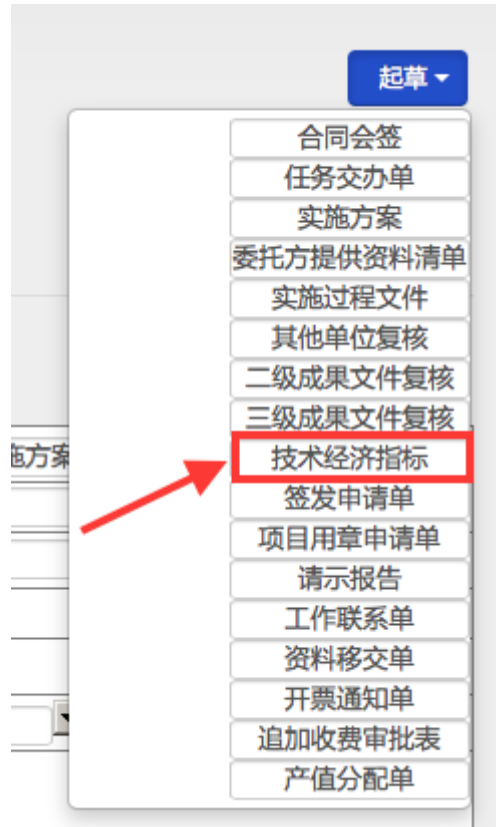 起草
合同会签
任务交办单
实施方案
委托方提供资料清单
实施过程文件
其他单位复核
二级成果文件复核
三级成果文件复核
施方案
技术经济指标
签发申请单
项目用章申请单
请示报告
工作联系单
资料移交单
开票通知单
追加收费审批表
产值分配单